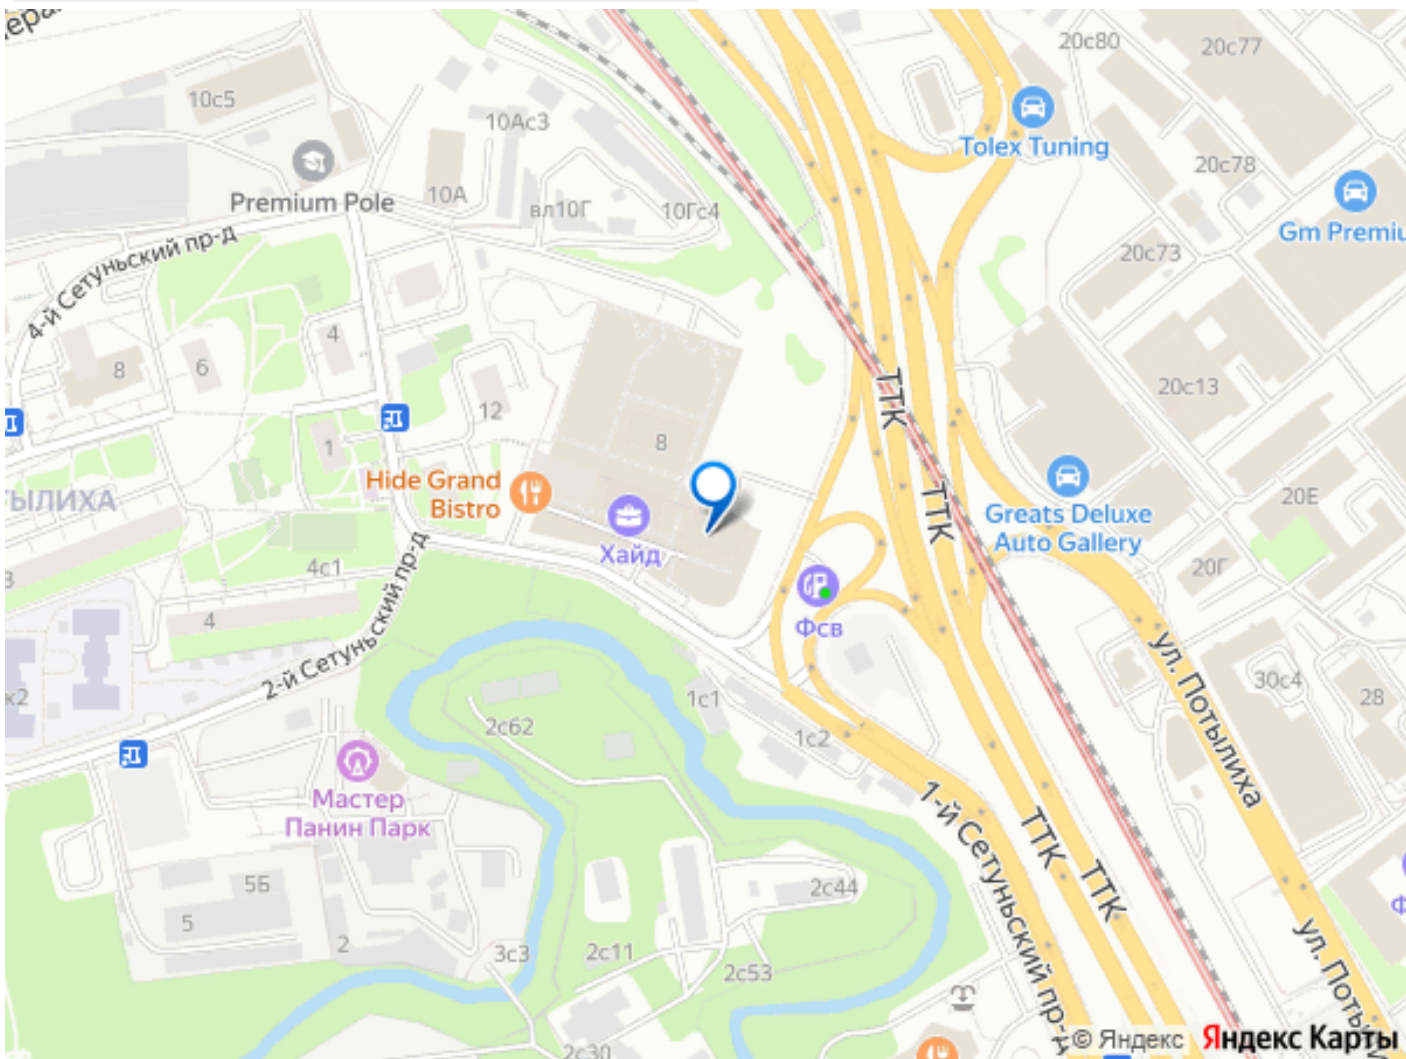 20с80
20с77
10с5
10Ас3
Tolex Tuning
20с78
Premium Pole
10А
вл10Г
10Гс4
Gm Premiu
4-й Сетуньский пр-д
20с73
4
8
6
ТТК
20с13
12
1
8
Hide Grand
Bistro
ЫЛИХА
ТТК
20Е
Greats Deluxe
Auto Gallery
Хайд
4с1
20Г
3
4
Фсв
2-й Сетуньский пр-д
ул. Потылиха
к2
1с1
30с4
28
2с62
1с2
Мастер
Панин Парк
1-й Сетуньский пр-д
ТТК
ТТК
5Б
2с44
5
2
3с3
2с11
2с53
ул. Потыл
2с30
© Яндекс Яндекс Карты